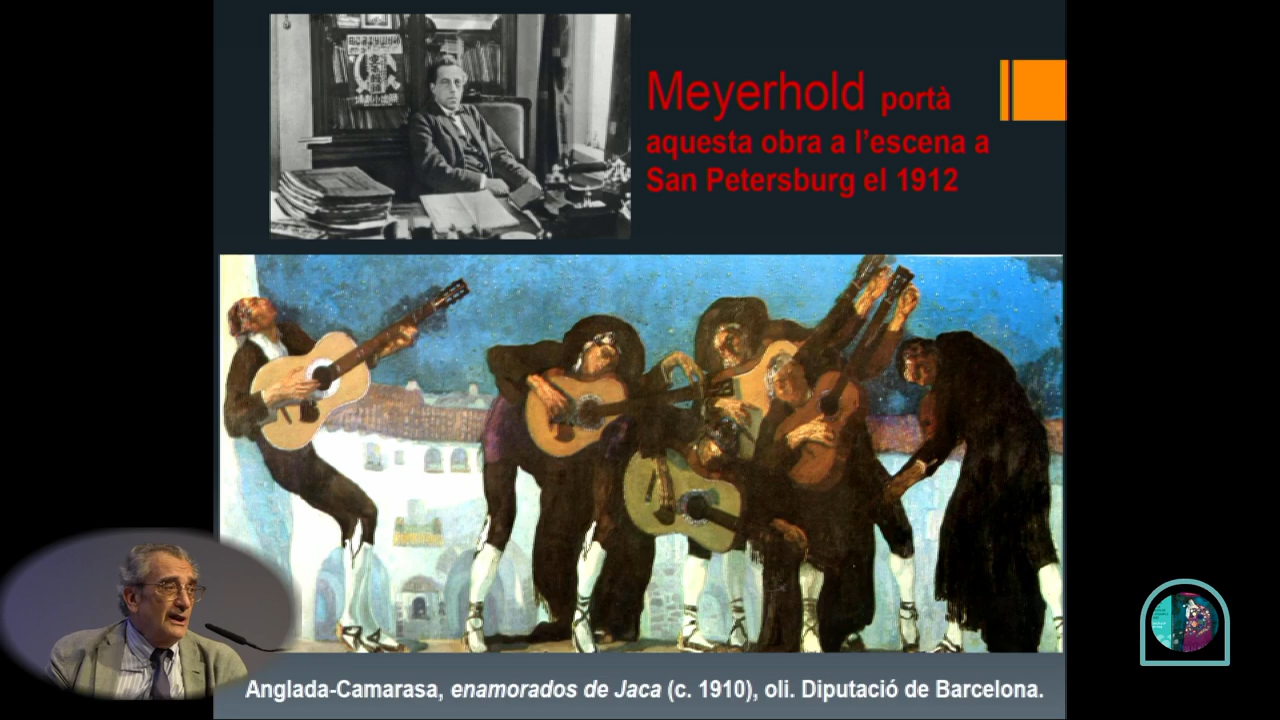 Meyerhold portà
aquesta obra a l’escena a
San Petersburg el 1912
Anglada-Camarasa, enamorados de Jaca (c. 1910), oli. Diputació de Barcelona.